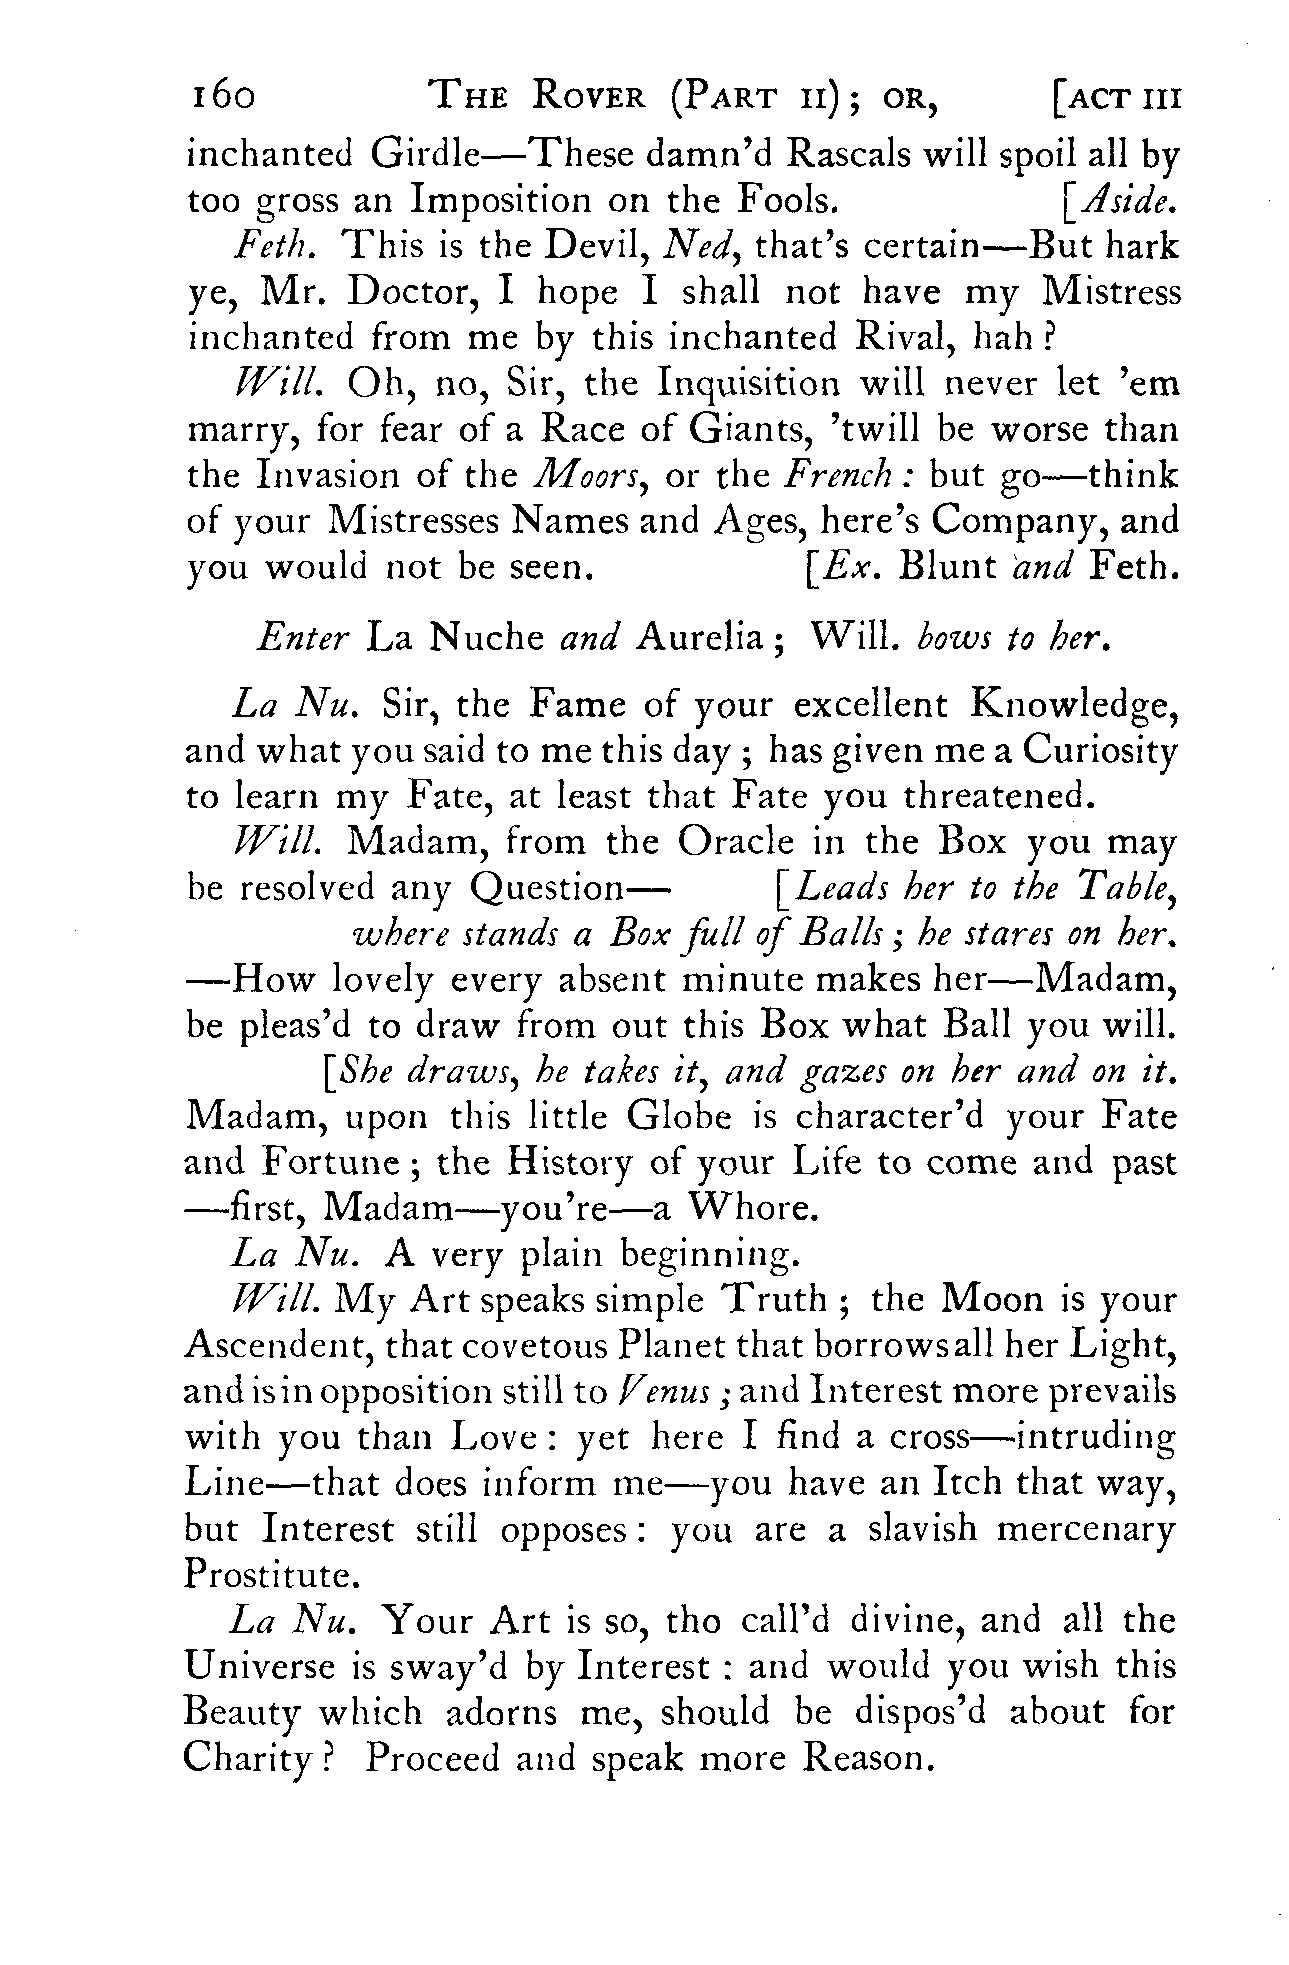 160 THE ROVER (PART II); OR, [ACT III
inchanted Girdle—These damn'd Rascals will spoil all by
too gross an Imposition on the Fools. [Aside.
Feth. This is the Devil, Ned, that's certain—But hark
ye, Mr. Doctor, I hope I shall not have my Mistress
inchanted from me by this inchanted Rival, hah ?
Will. Oh, no, Sir, the Inquisition will never let 'em
marry, for fear of a Race of Giants, 'twill be worse than
the Invasion of the Moors, or the French : but go—think
of your Mistresses Names and Ages, here's Company, and
you would not be seen. [Ex. Blunt and Feth.
Enter La Nuche and Aurelia ; Will. bows to her.
La Nu. Sir, the Fame of your excellent Knowledge,
and what you said to me this day ; has given me a Curiosity
to learn my Fate, at least that Fate you threatened.
Will. Madam, from the Oracle in the Box you may
be resolved any Question— [Leads her to the Table,
where stands a Box full of Balls ; he stares on her.
—How lovely every absent minute makes her—Madam,
be pleas'd to draw from out this Box what Ball you will.
[She draws, he takes it, and gazes on her and on it.
Madam, upon this little Globe is character'd your Fate
and Fortune ; the History of your Life to come and past
—first, Madam—you're—a Whore.
La Nu. A very plain beginning.
Will. My Art speaks simple Truth ; the Moon is your
Ascendent, that covetous Planet that borrowsall her Light,
and isin opposition still to Venus ; and Interest more prevails
with you than Love : yet here I find a cross—intruding
Line—that does inform me—you have an Itch that way,
but Interest still opposes : you are a slavish mercenary
Prostitute.
La Nu. Your Art is so, tho call'd divine, and all the
Universe is sway'd by Interest : and would you wish this
Beauty which adorns me, should be dispos'd about for
Charity ? Proceed and speak more Reason.